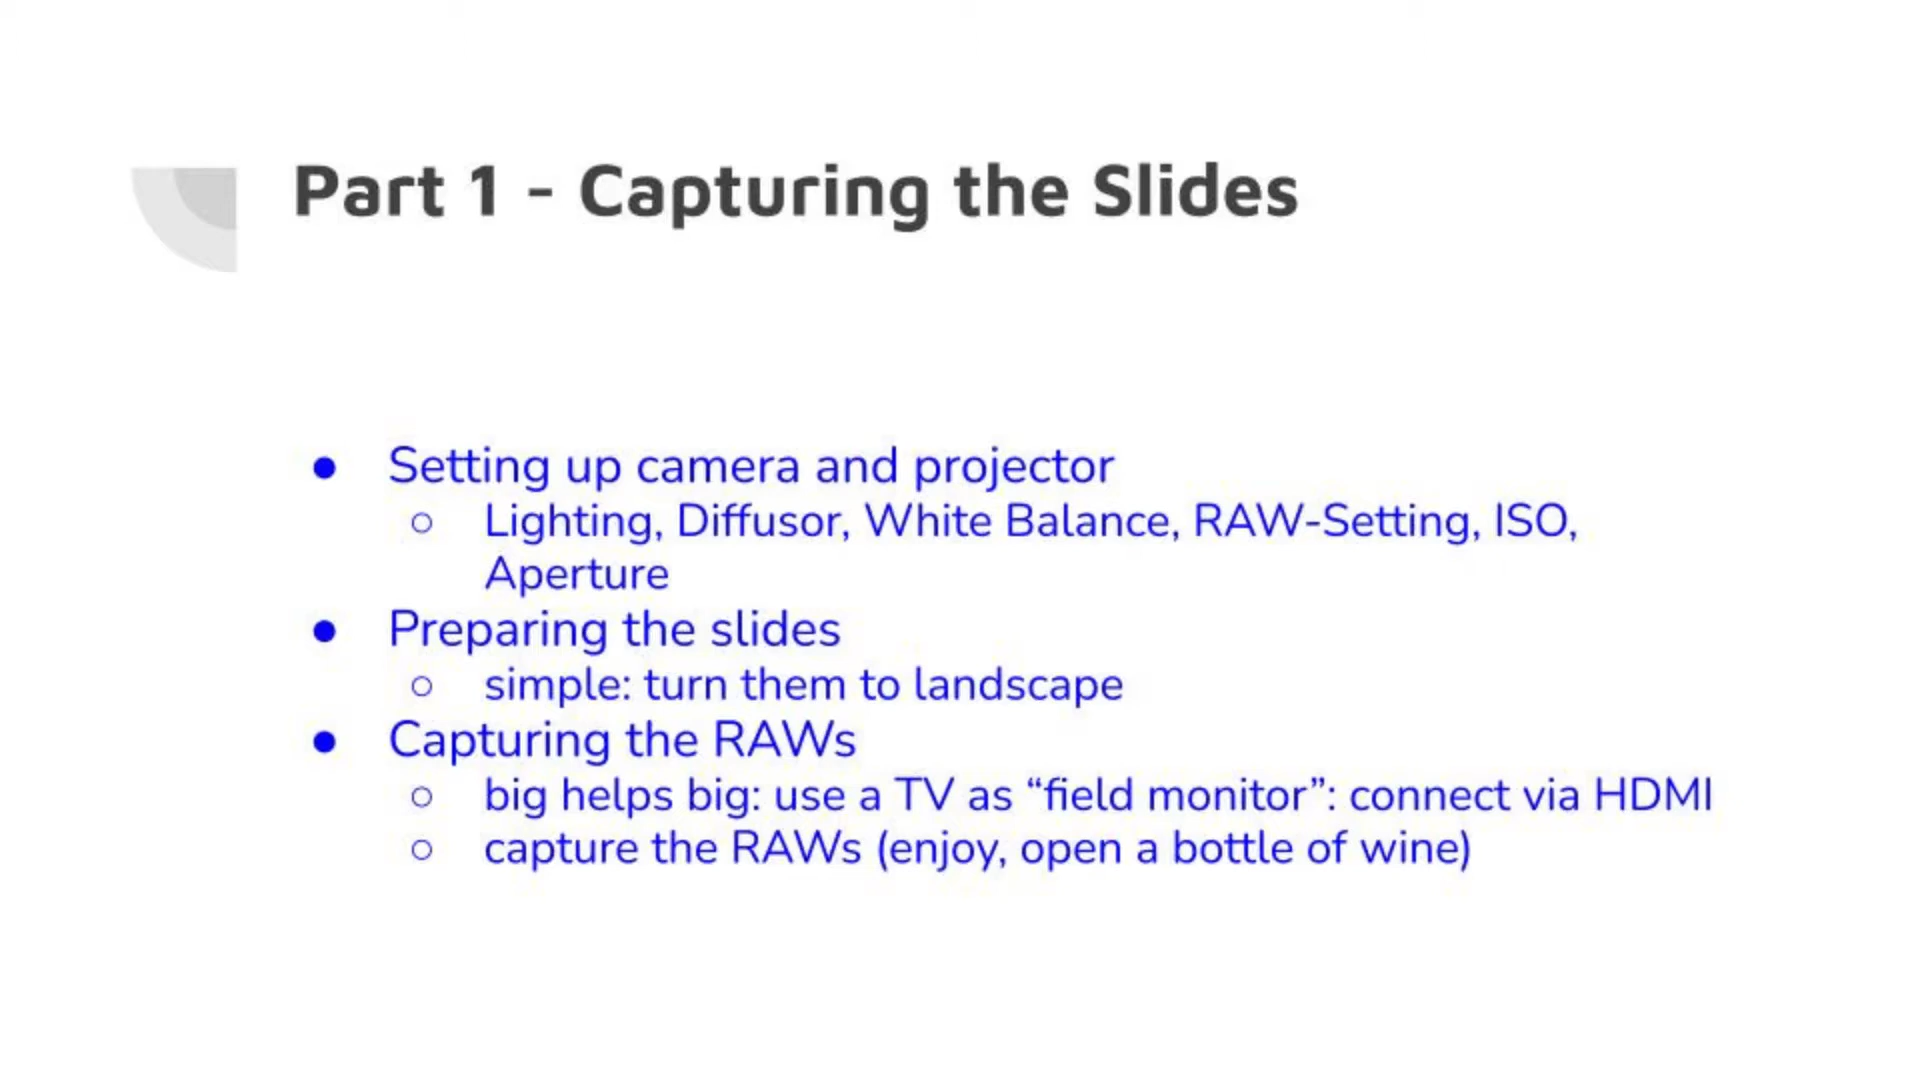 Part 1 - Capturing the Slides
● Setting up camera and projector
○ Lighting, Diffusor, White Balance, RAW-Setting, ISO,
Aperture
● Preparing the slides
○ simple: turn them to landscape
● Capturing the RAWs
○ big helps big: use a TV as “field monitor”: connect via HDMI
○ capture the RAWs (enjoy, open a bottle of wine)